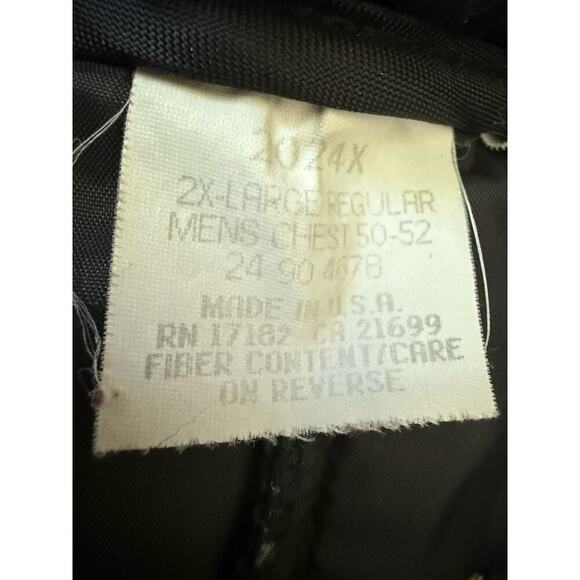 2024X
2X-LARGE REGULAR
MENS CHEST 50-52
24 90 4678
MADE IN U.S.A.
RN 17182 CA 21699
FIBER CONTENT/CARE
ON REVERSE